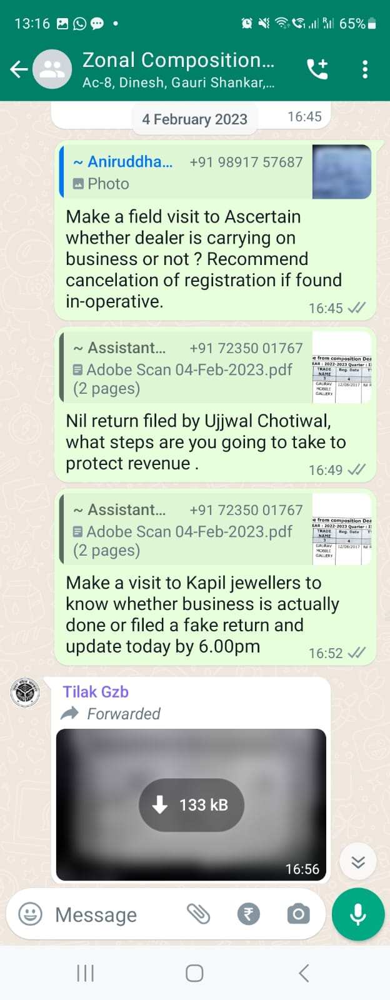 13:16
65%
Zonal Composition...
Ac-8, Dinesh, Gauri Shankar,...
16:45
4 February 2023
~ Aniruddha... +91 98917 57687
Photo
Make a field visit to Ascertain
whether dealer is carrying on
business or not ? Recommend
cancelation of registration if found
in-operative.
16:45
~ Assistant... +91 72350 01767
Adobe Scan 04-Feb-2023.pdf
(2 pages)
from composition Dea
EAR : 2022-2023 Quarter :
TRADE NAME Reg. Date
3 4
GAURAV MOBILE GALLERY 12/08/2017
Nil return filed by Ujjwal Chotiwal,
what steps are you going to take to
protect revenue .
16:49
~ Assistant... +91 72350 01767
Adobe Scan 04-Feb-2023.pdf
(2 pages)
from composition Dea
EAR : 2022-2023 Quarter :
TRADE NAME Reg. Date
3 4
GAURAV MOBILE GALLERY 12/08/2017
Make a visit to Kapil jewellers to
know whether business is actually
done or filed a fake return and
update today by 6.00pm
16:52
Tilak Gzb
Forwarded
133 kB
16:56
Message